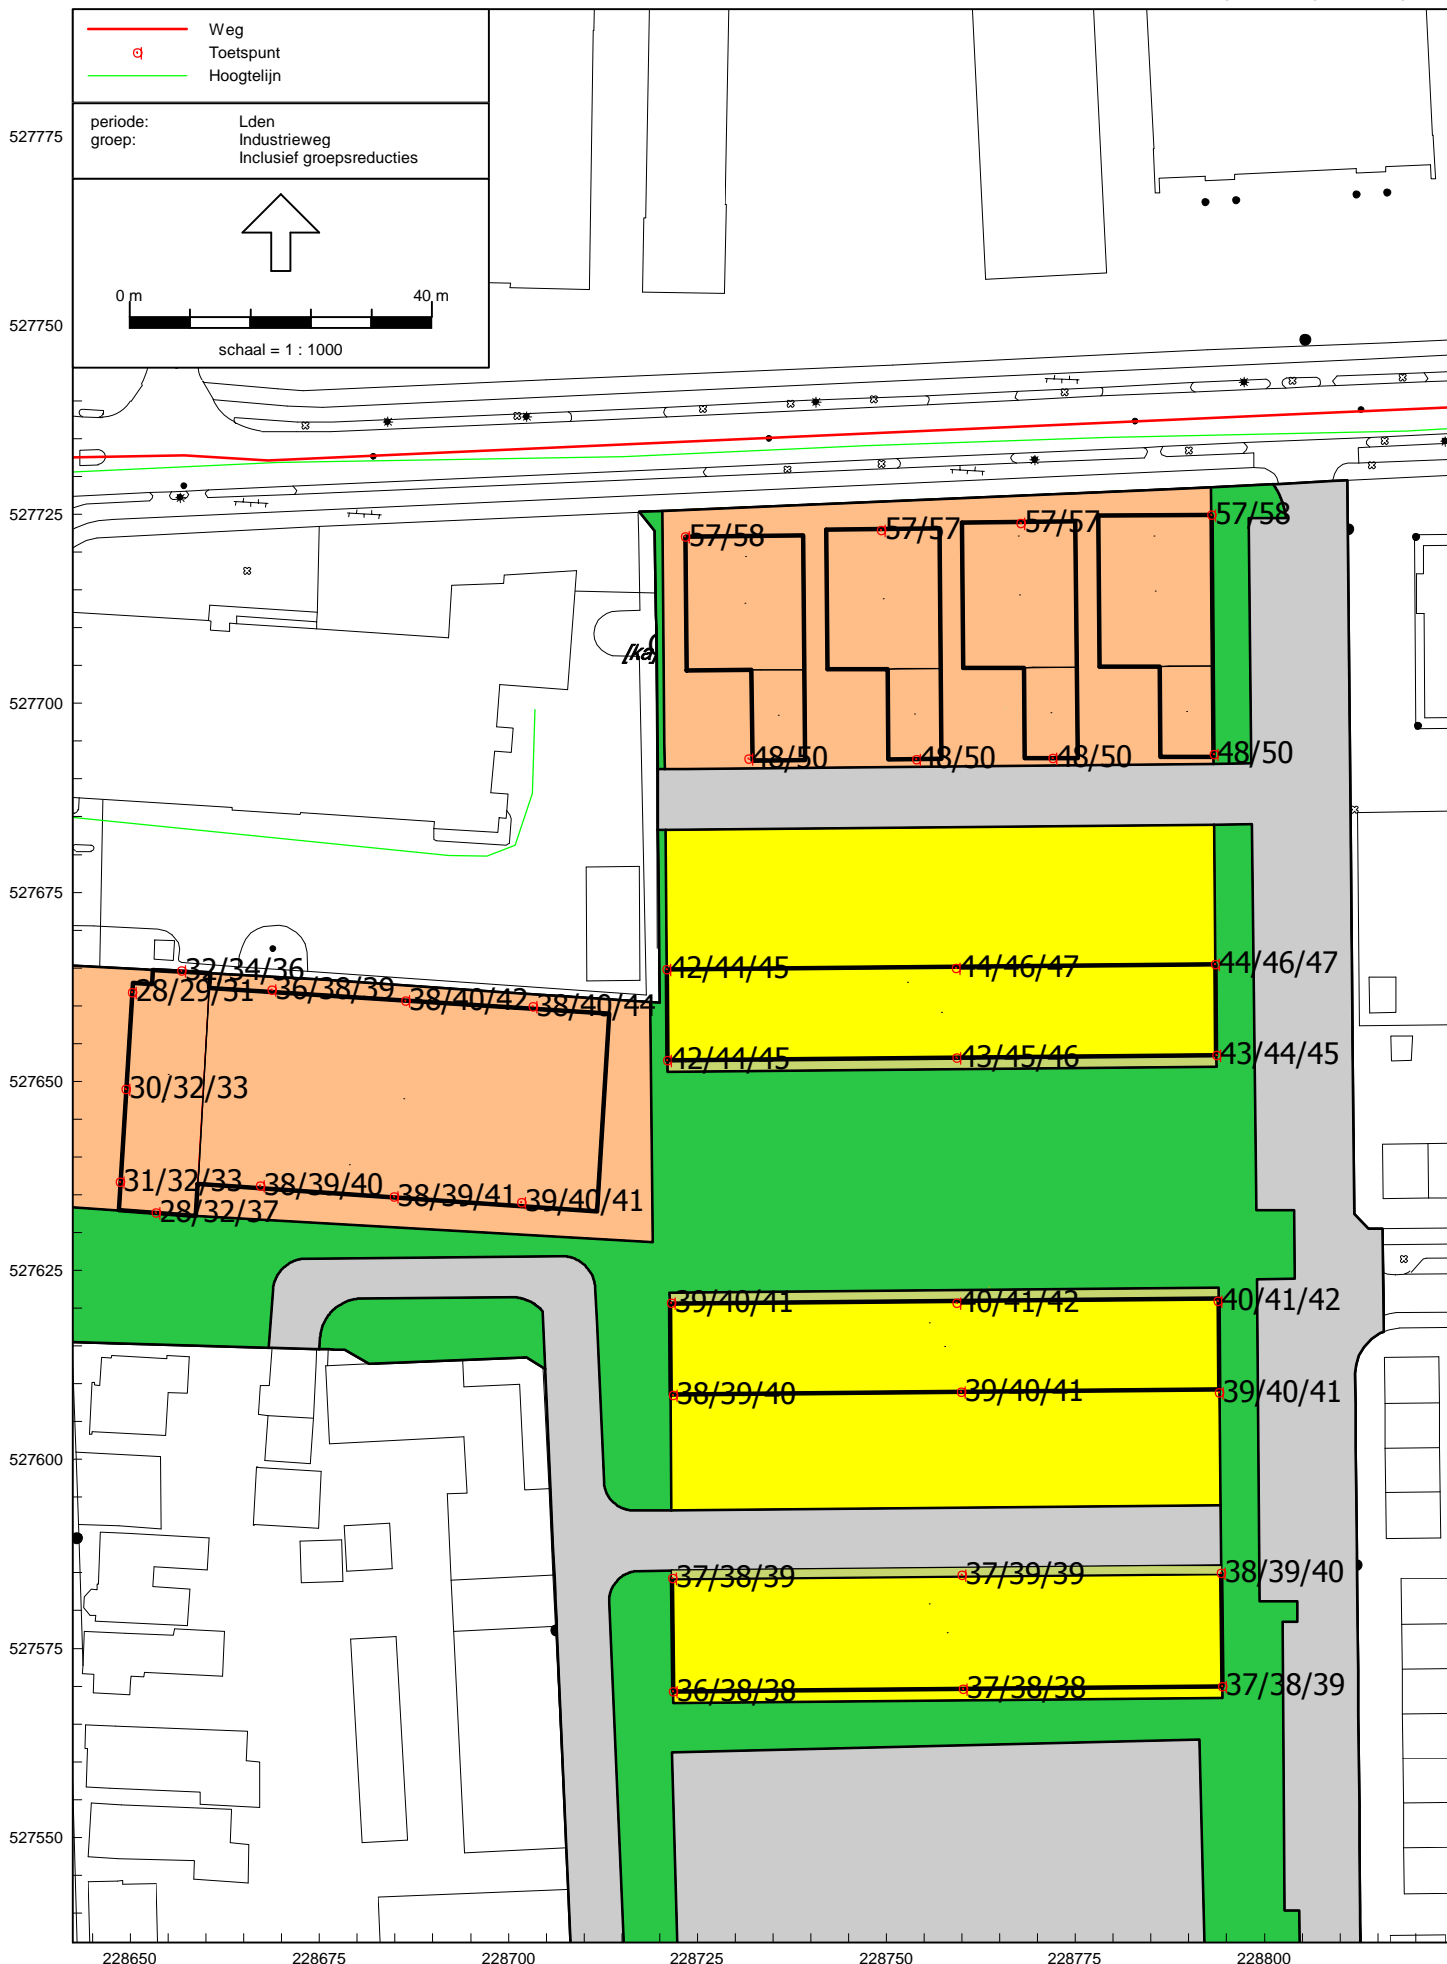 Weg
Toetspunt
Hoogtelijn
periode: Lden
groep: Industrieweg
Inclusief groepsreducties
0 m 40 m
schaal = 1 : 1000
527775
527750
527725
527700
527675
527650
527625
527600
527575
527550
57/58 57/57 57/57 57/58
[ka]
48/50 48/50 48/50 48/50
42/44/45 44/46/47 44/46/47
32/34/36
28/29/31 36/38/39 38/40/42 38/40/44
42/44/45 43/45/46 43/44/45
30/32/33
31/32/33 38/39/40 38/39/41 39/40/41
28/32/37
39/40/41 40/41/42 40/41/42
38/39/40 39/40/41 39/40/41
37/38/39 37/39/39 38/39/40
36/38/38 37/38/38 37/38/39
228650 228675 228700 228725 228750 228775 228800